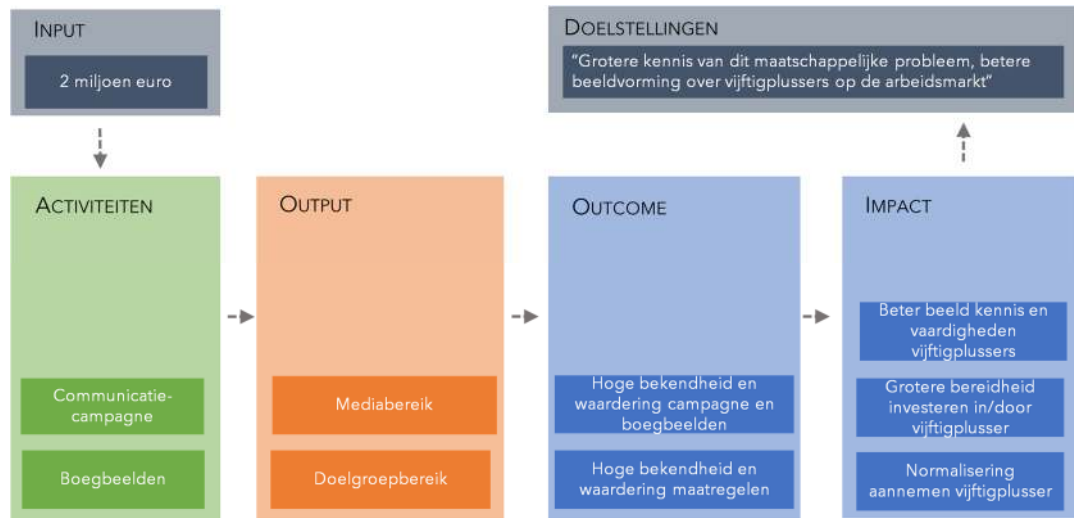 INPUT
2 miljoen euro
DOELSTELLINGEN
“Grotere kennis van dit maatschappelijke probleem, betere
beeldvorming over vijftigplussers op de arbeidsmarkt”
ACTIVITEITEN
Communicatie-
campagne
Boegbeelden
OUTPUT
Mediabereik
Doelgroepbereik
OUTCOME
Hoge bekendheid en
waardering campagne en
boegbeelden
Hoge bekendheid en
waardering maatregelen
IMPACT
Beter beeld kennis en
vaardigheden
vijftigplussers
Grotere bereidheid
investeren in/door
vijftigplusser
Normalisering
aannemen vijftigplusser